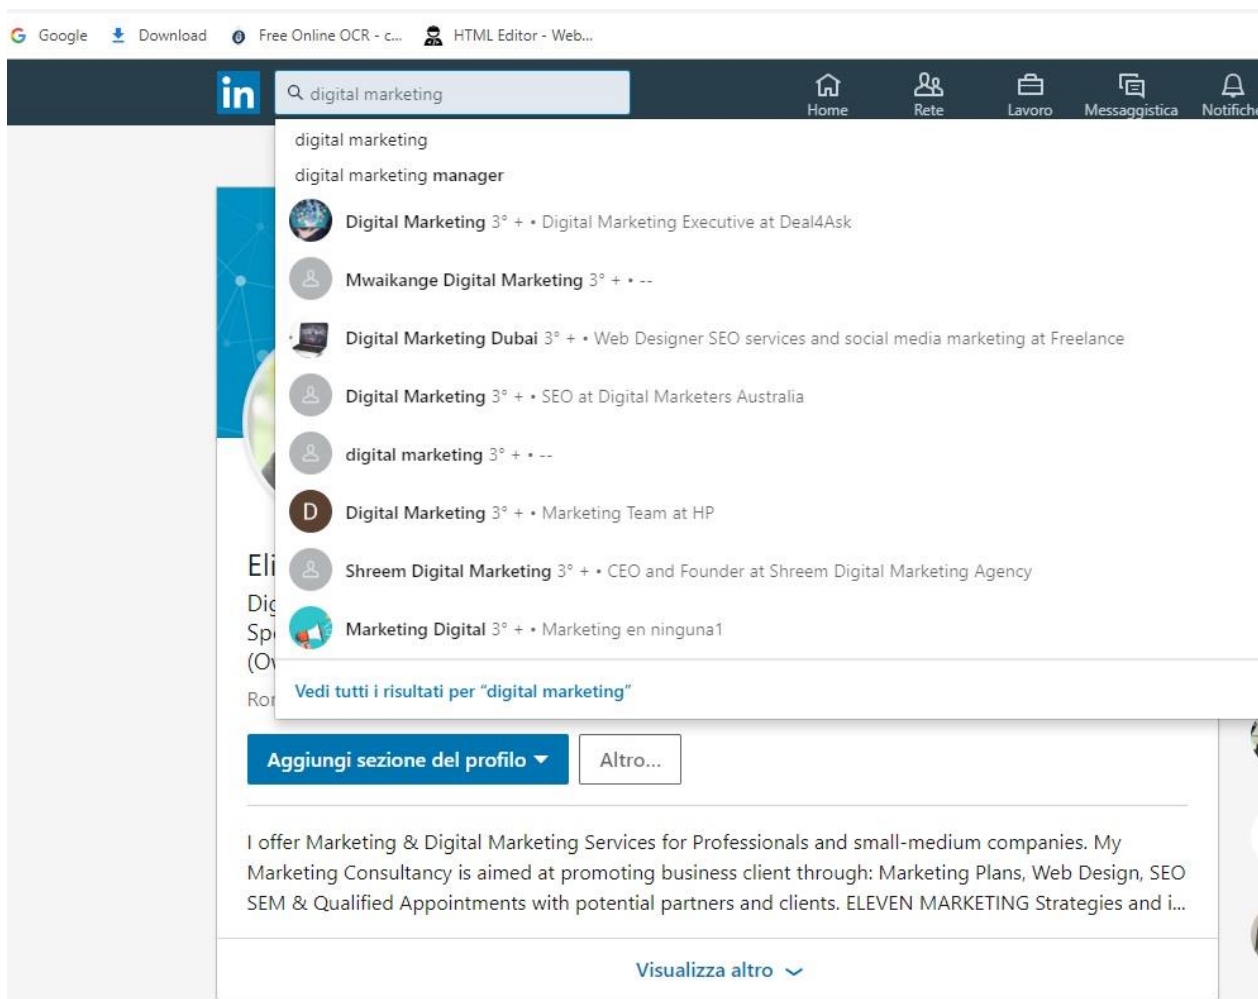 Google Download Free Online OCR - c... HTML Editor - Web...
in digital marketing Home Rete Lavoro Messaggistica Notifiche
digital marketing
digital marketing manager
Digital Marketing 3° + • Digital Marketing Executive at Deal4Ask
Mwaikange Digital Marketing 3° + • --
Digital Marketing Dubai 3° + • Web Designer SEO services and social media marketing at Freelance
Digital Marketing 3° + • SEO at Digital Marketers Australia
digital marketing 3° + • --
D Digital Marketing 3° + • Marketing Team at HP
Eli
Shreem Digital Marketing 3° + • CEO and Founder at Shreem Digital Marketing Agency
Marketing Digital 3° + • Marketing en ninguna1
Vedi tutti i risultati per “digital marketing”
Aggiungi sezione del profilo Altro...
I offer Marketing & Digital Marketing Services for Professionals and small-medium companies. My
Marketing Consultancy is aimed at promoting business client through: Marketing Plans, Web Design, SEO
SEM & Qualified Appointments with potential partners and clients. ELEVEN MARKETING Strategies and i...
Visualizza altro